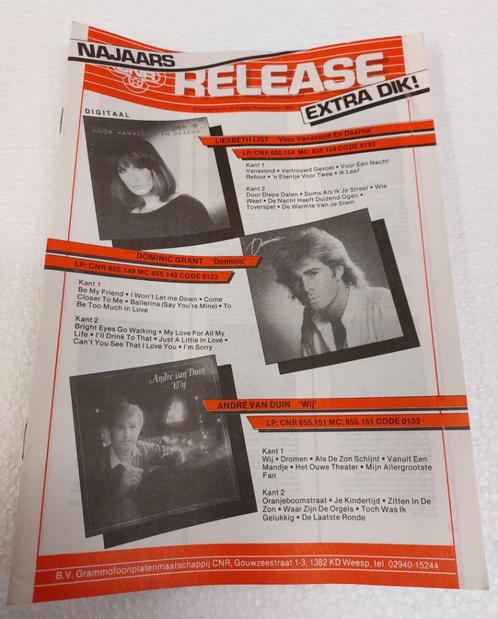 NAJAARS
CNR
RELEASE
EXTRA DIK!
DIGITAAL
VOOR VANAVOND EN DAARNA
LIESBETH LIST 'Voor Vanavond En Daarna'
LP: CNR 655.154 MC: 655.154 CODE 0133
Kant 1
Vanavond • Vertrouwd Gevoel • Voor Eén Nacht
Retour • 'n Etentje Voor Twee • Ik Leef
Kant 2
Door Diepe Dalen • Soms Als Ik Je Streel • Wie
Weet • De Nacht Heeft Duizend Ogen •
Toverspel • De Warmte Van Je Stem
Dominic
DOMINIC GRANT 'Dominic'
LP: CNR 655.149 MC 655.149 CODE 0133
Kant 1
Be My Friend • I Won't Let me Down • Come
Closer To Me • Ballerina (Say You're Mine) • To
Be Too Much In Love
Kant 2
Bright Eyes Go Walking • My Love For All My
Life • I'll Drink To That • Just A Little In Love •
Can't You See That I Love You • I'm Sorry
André van Duin
Wij
ANDRÉ VAN DUIN 'Wij'
LP: CNR 655.151 MC: 655.151 CODE 0133
Kant 1
Wij • Dromen • Als De Zon Schijnt • Vanuit Een
Mandje • Het Ouwe Theater • Mijn Allergrootste
Fan
Kant 2
Oranjeboomstraat • Je Kindertijd • Zitten In De
Zon • Waar Zijn De Orgels • Toch Was Ik
Gelukkig • De Laatste Ronde
B.V. Grammofoonplatenmaatschappij CNR, Gouwzeestraat 1-3, 1382 KD Weesp, tel. 02940-15244